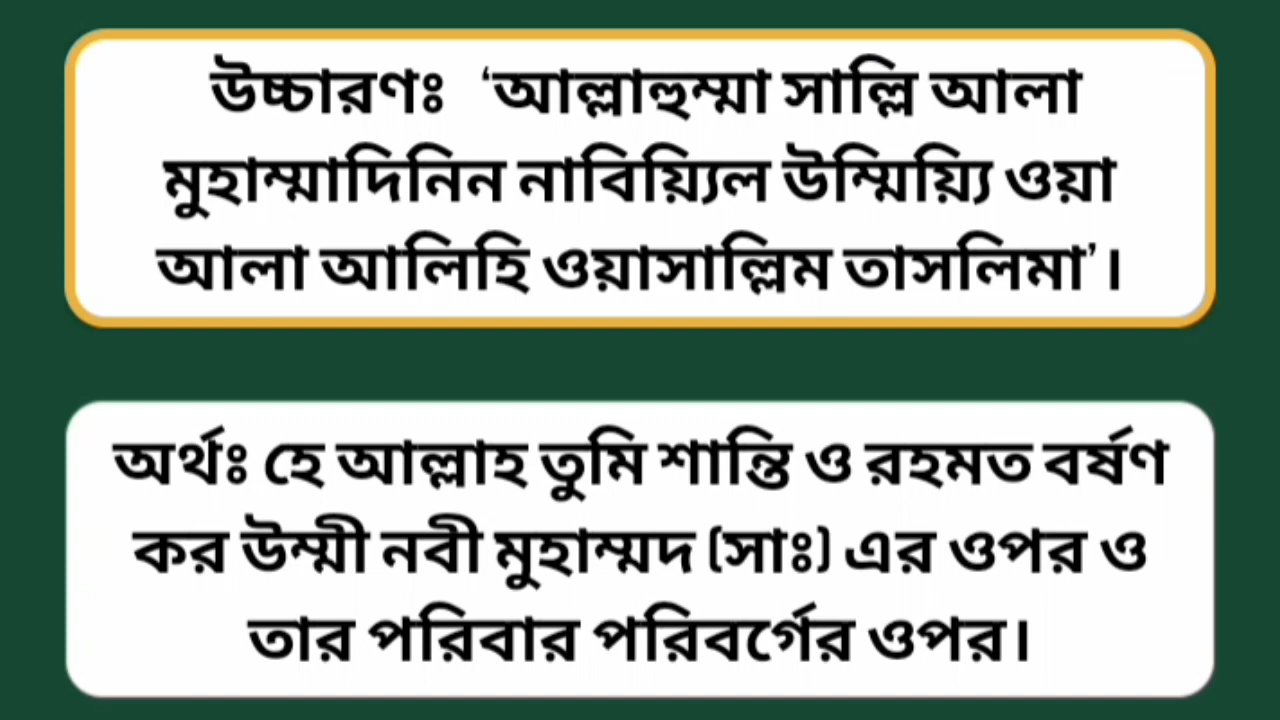 উচ্চারণঃ ‘আল্লাহুম্মা সাল্লি আলা
মুহাম্মাদিনিন নাবিয়্যিল উম্মিয়্যি ওয়া
আলা আলিহি ওয়াসাল্লিম তাসলিমা’।
অর্থঃ হে আল্লাহ তুমি শান্তি ও রহমত বর্ষণ
কর উম্মী নবী মুহাম্মদ (সাঃ) এর ওপর ও
তার পরিবার পরিবর্গের ওপর।